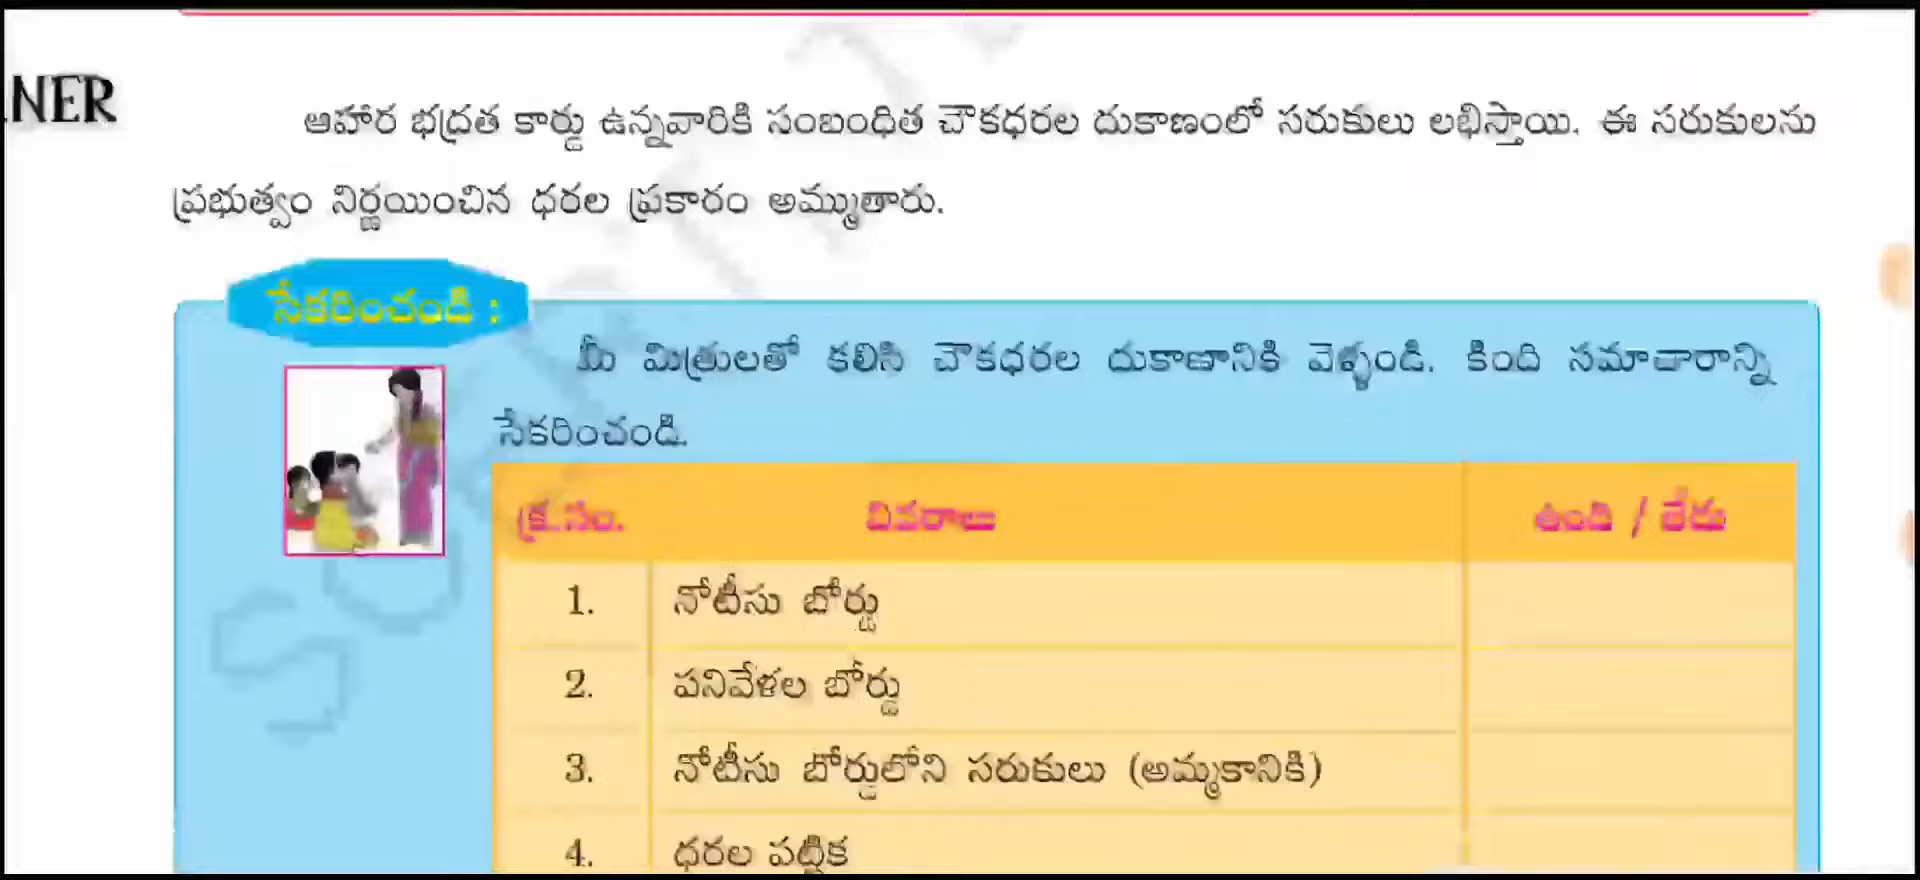 NER
ఆహార భద్రత కార్డు ఉన్నవారికి సంబంధిత చౌకధరల దుకాణంలో సరుకులు లభిస్తాయి. ఈ సరుకులను
ప్రభుత్వం నిర్ణయించిన ధరల ప్రకారం అమ్ముతారు.
సేకరించండి :
మీ మిత్రులతో కలిసి చౌకధరల దుకాణానికి వెళ్ళండి. కింది సమాచారాన్ని
సేకరించండి.
క్ర.సం. వివరాలు ఉంది / లేదు
1. నోటీసు బోర్డు
2. పనివేళల బోర్డు
3. నోటీసు బోర్డులోని సరుకులు (అమ్మకానికి)
4. ధరల పట్టిక